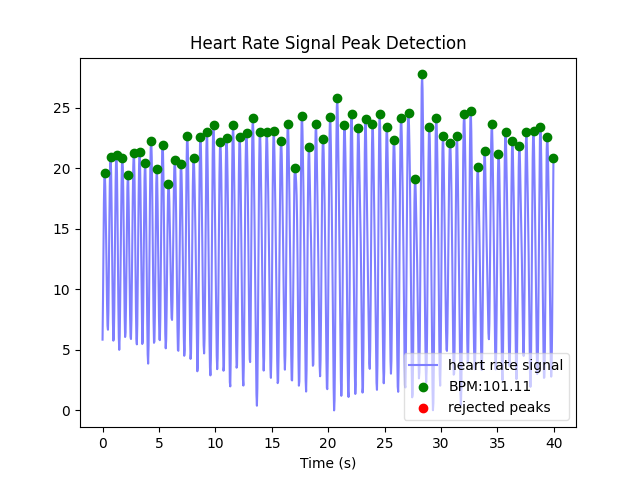 Heart Rate Signal Peak Detection
25
20
15
10
5
0
heart rate signal
BPM:101.11
rejected peaks
0 5 10 15 20 25 30 35 40
Time (s)